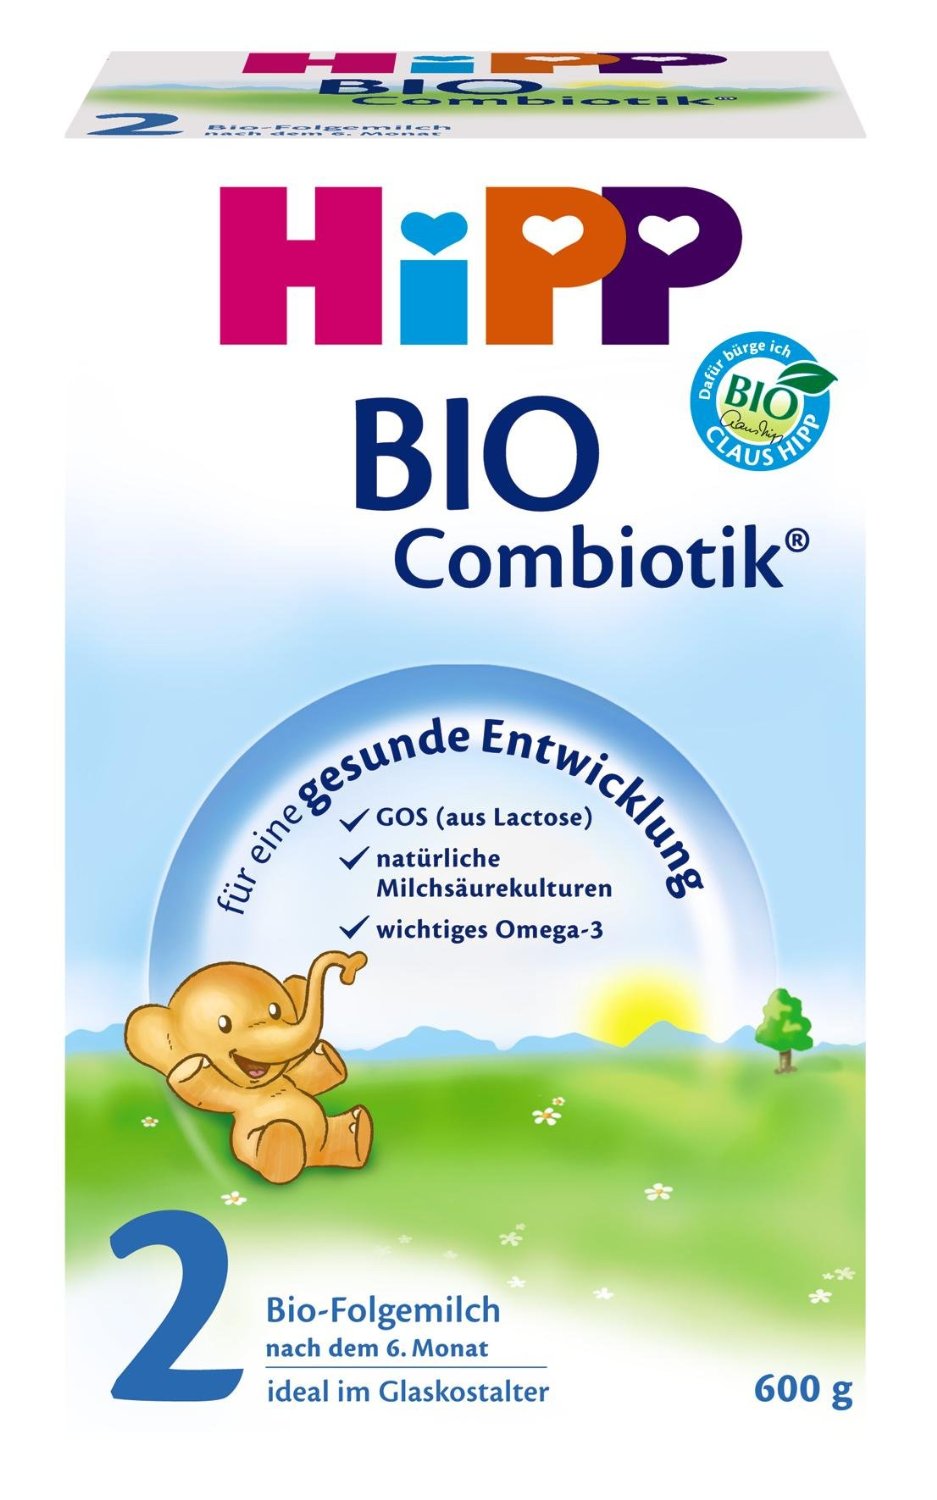 HiPP
BIO
Combiotik®
2
Bio-Folgemilch
nach dem 6. Monat
HiPP
Dafür bürge ich
BIO
Claus Hipp
CLAUS HIPP
BIO
Combiotik®
für eine gesunde Entwicklung
GOS (aus Lactose)
natürliche
Milchsäurekulturen
wichtiges Omega-3
2
Bio-Folgemilch
nach dem 6. Monat
ideal im Glaskostalter
600 g